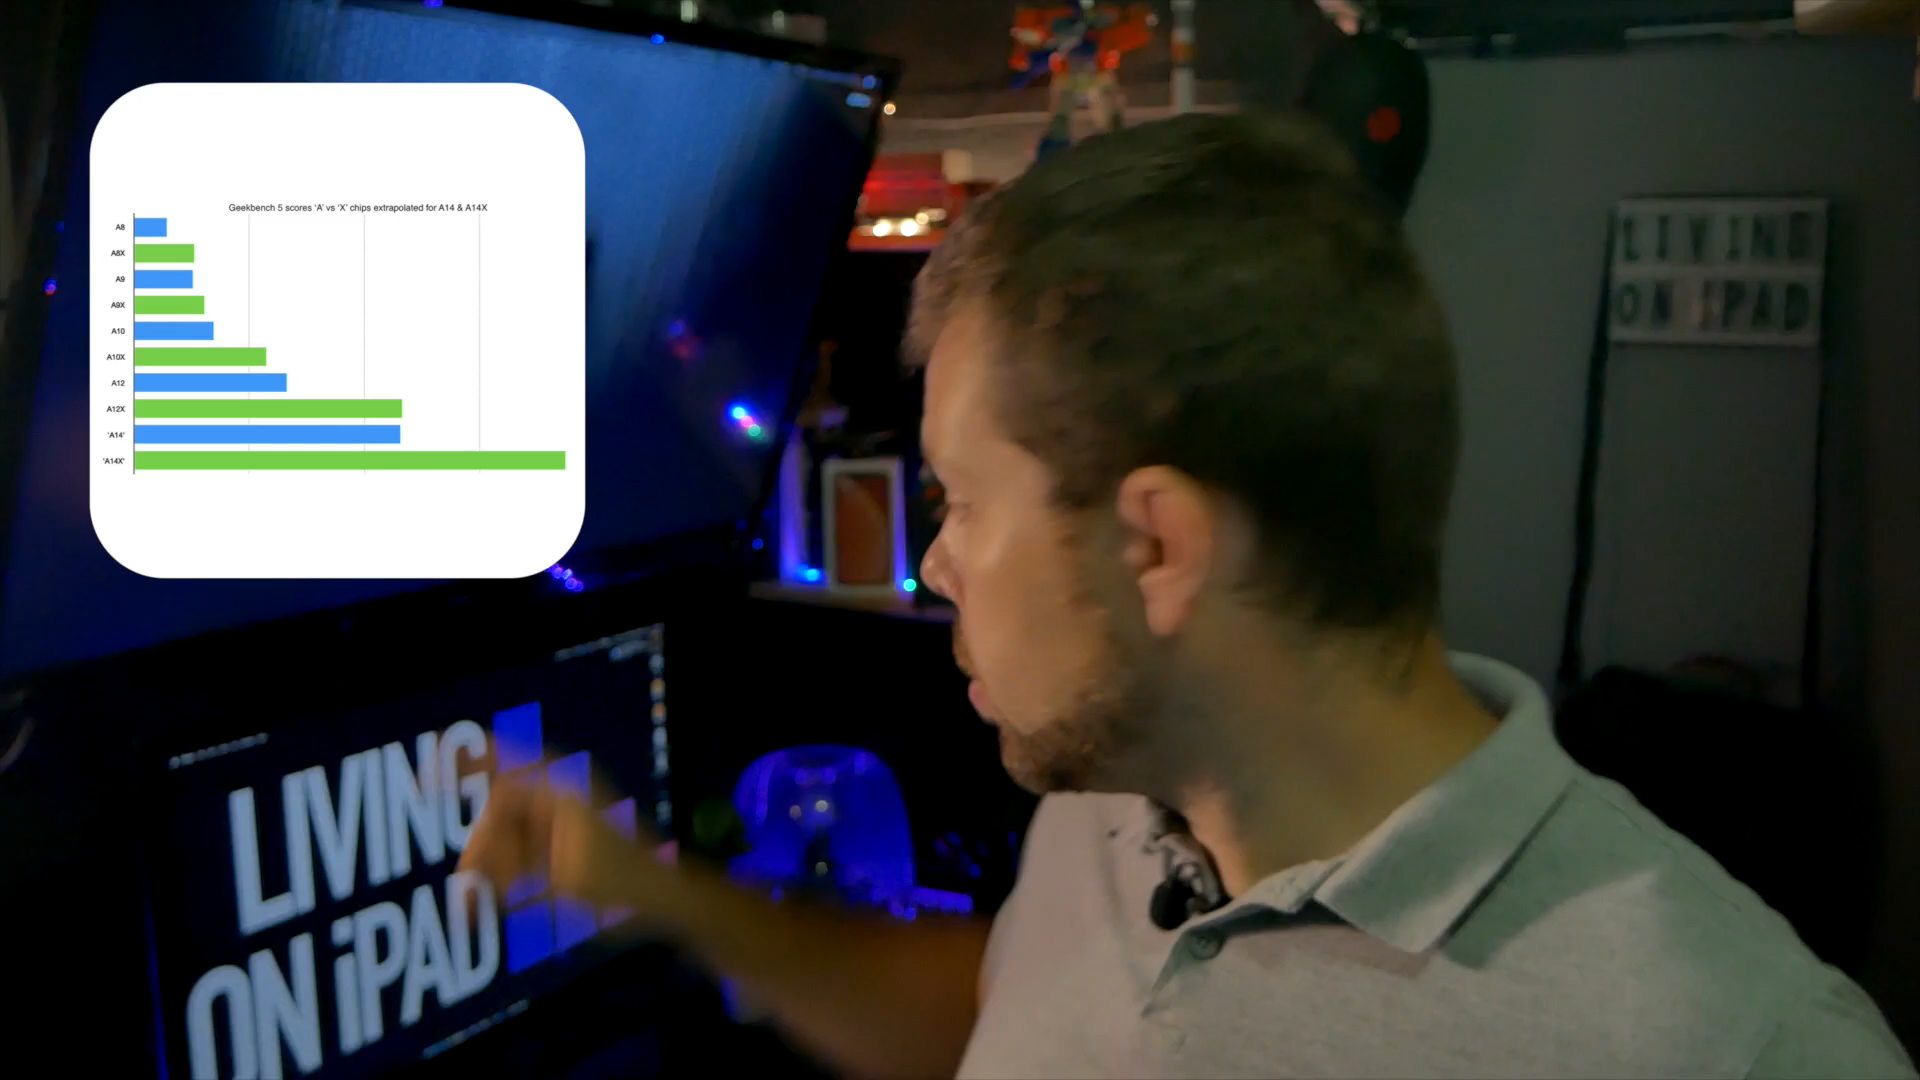 Geekbench 5 scores 'A' vs 'X' chips extrapolated for A14 & A14X
A8
A8X
A9
A9X
A10
A10X
A12
A12X
'A14'
'A14X'
LIVING
ON iPAD
LIVING
ON iPAD